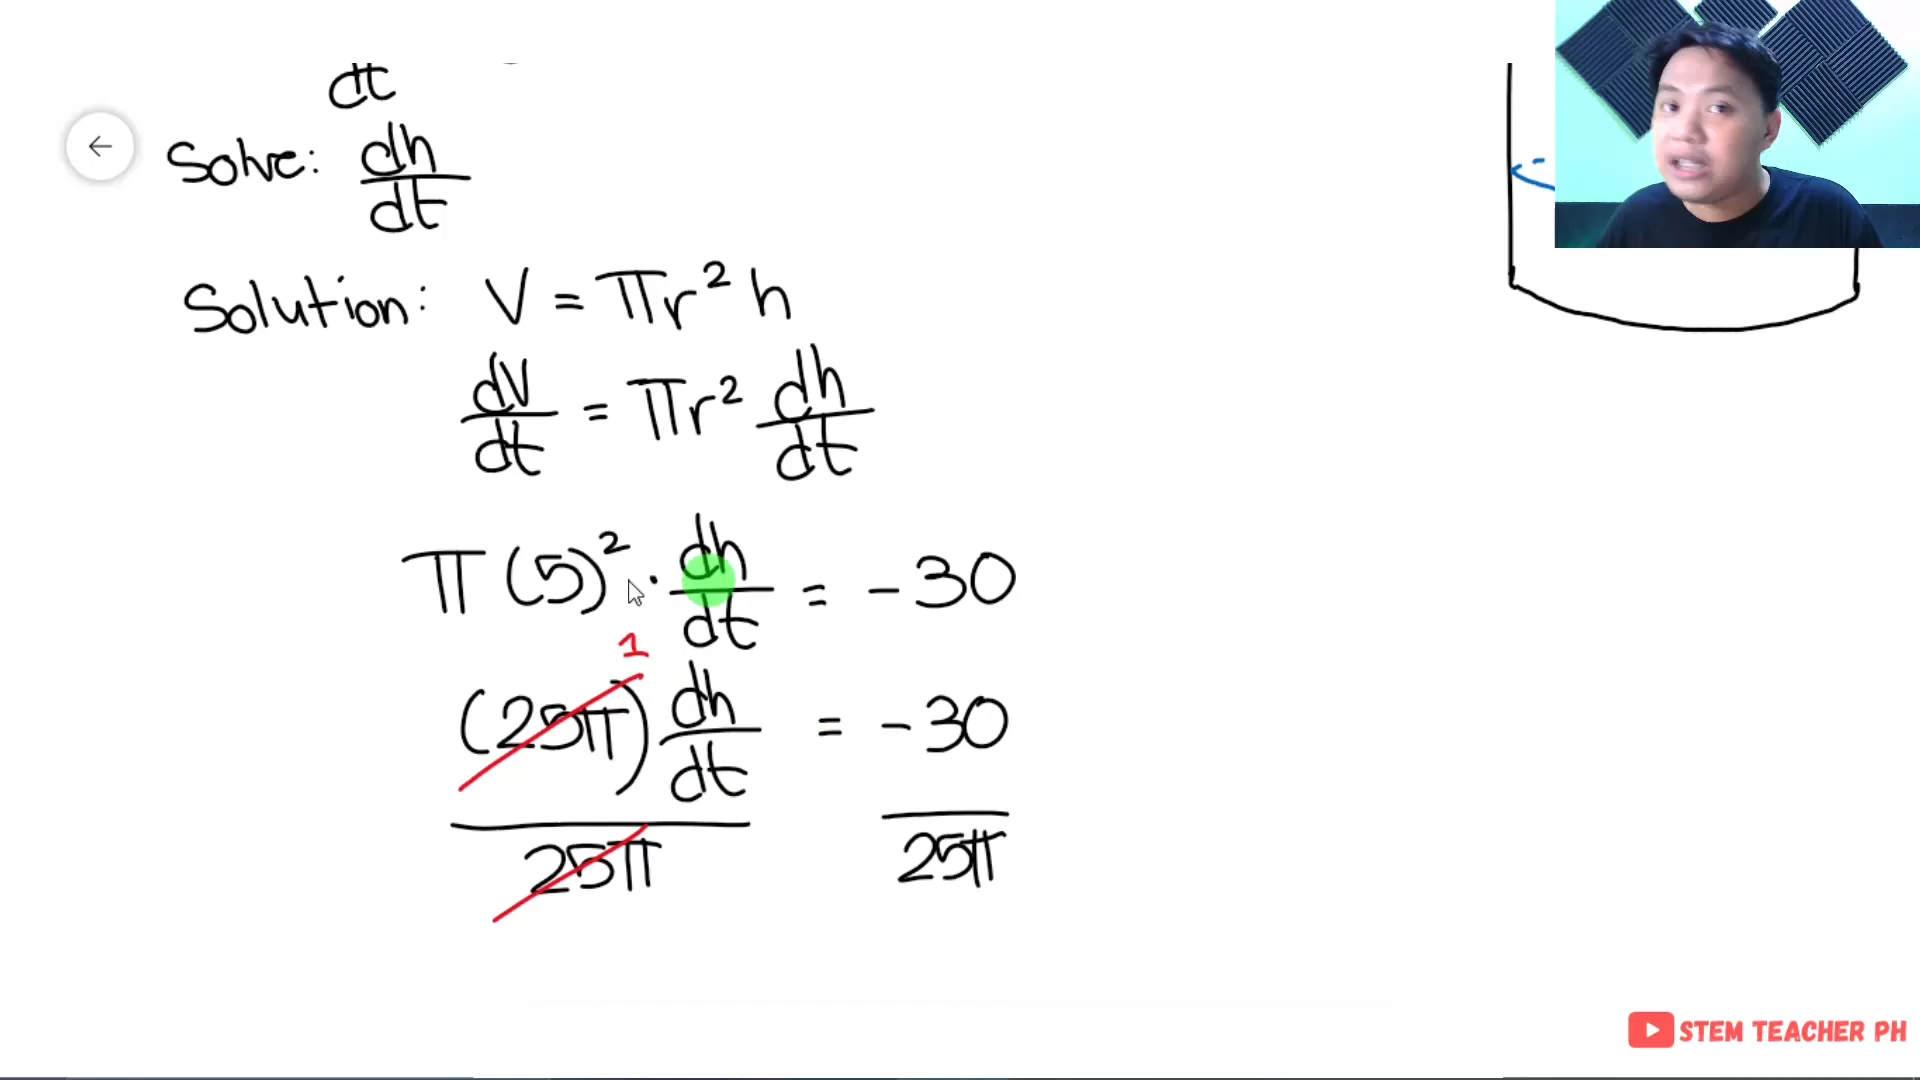 dt
Solve: dh
dt
Solution: V = πr² h
dV/dt = πr² dh/dt
π(5)² · dh/dt = -30
1
(25π) dh/dt = -30
25π 25π
STEM TEACHER PH